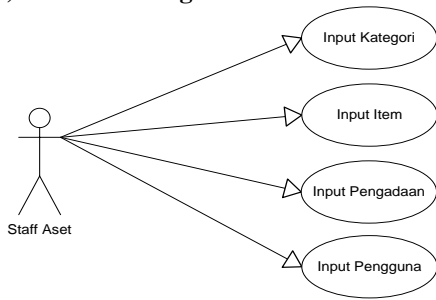 Input Kategori
Input Item
Input Pengadaan
Staff Aset
Input Pengguna